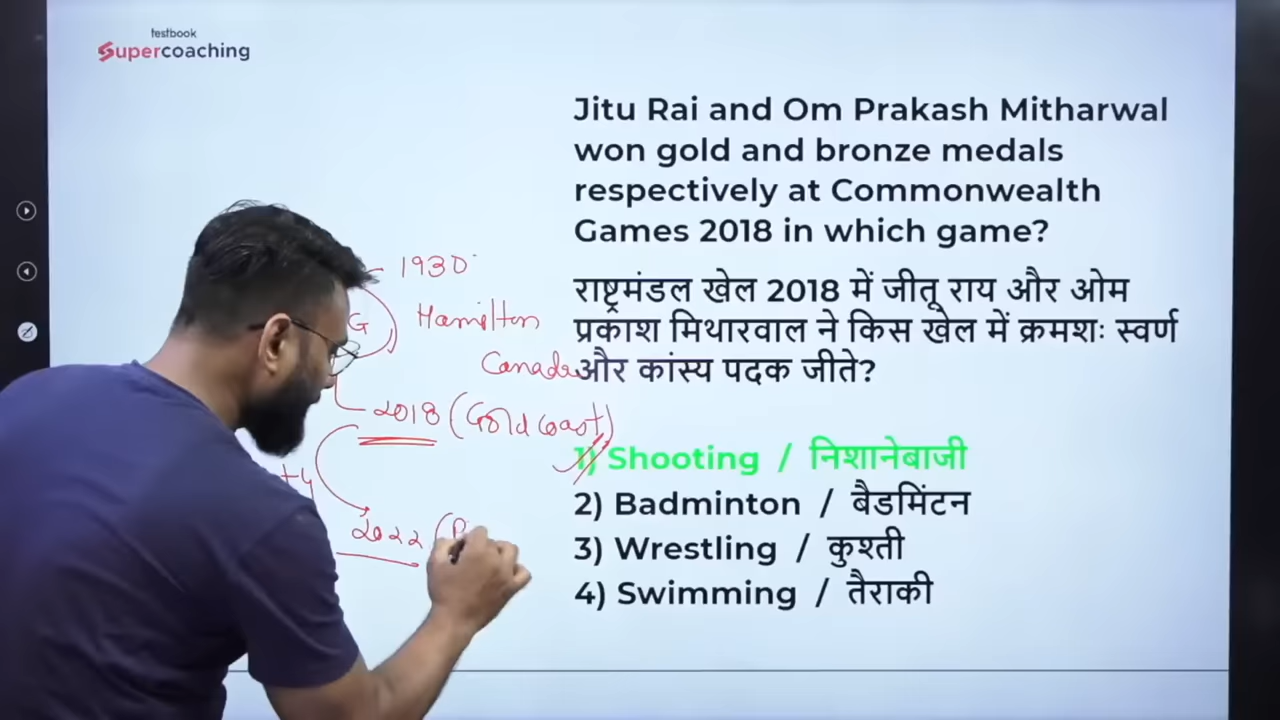 testbook
Supercoaching
Jitu Rai and Om Prakash Mitharwal
won gold and bronze medals
respectively at Commonwealth
Games 2018 in which game?
राष्ट्रमंडल खेल 2018 में जीतू राय और ओम
प्रकाश मिथारवाल ने किस खेल में क्रमशः स्वर्ण
और कांस्य पदक जीते?
1) Shooting / निशानेबाजी
2) Badminton / बैडमिंटन
3) Wrestling / कुश्ती
4) Swimming / तैराकी
1930
G Hamilton
Canada
2018 (Gold coast)
+4
2022 (B